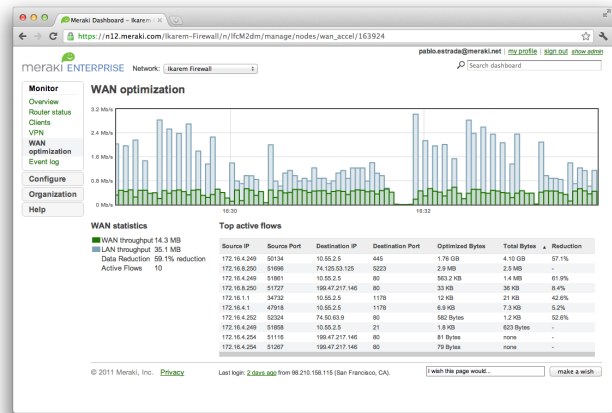 Meraki Dashboard – Ikarem
https://n12.meraki.com/Ikarem-Firewall/n/IfcM2dm/manage/nodes/wan_accel/163924
pablo.estrada@meraki.net | my profile | sign out show admin
meraki ENTERPRISE Network: Ikarem Firewall Search dashboard
Monitor
Overview
Router status
Clients
VPN
WAN optimization
Event log
Configure
Organization
Help
WAN optimization
3.2 Mb/s
2.4 Mb/s
1.6 Mb/s
0.8 Mb/s
0 Mb/s
16:30 16:32
WAN statistics
WAN throughput 14.3 MB
LAN throughput 35.1 MB
Data Reduction 59.1% reduction
Active Flows 10
Top active flows
Source IP Source Port Destination IP Destination Port Optimized Bytes Total Bytes ▲ Reduction
172.16.4.249 50134 10.55.2.5 445 1.76 GB 4.10 GB 57.1%
172.16.8.250 51696 74.125.53.125 5223 2.9 MB 2.5 MB -
172.16.4.249 51861 10.55.2.5 80 563.2 KB 1.4 MB 61.9%
172.16.8.250 51727 199.47.217.146 80 33 KB 36 KB 8.4%
172.16.1.1 34732 10.55.2.5 1178 12 KB 21 KB 42.6%
172.16.4.1 47918 10.55.2.5 1178 6.9 KB 7.3 KB 5.2%
172.16.4.252 52324 74.50.63.9 80 582 Bytes 1.2 KB 52.6%
172.16.4.249 51858 10.55.2.5 21 1.8 KB 623 Bytes -
172.16.4.254 51116 199.47.217.146 80 81 Bytes none -
172.16.4.254 51267 199.47.217.146 80 79 Bytes none -
© 2011 Meraki, Inc. Privacy Last login: 2 days ago from 98.210.158.115 (San Francisco, CA). I wish this page would... make a wish